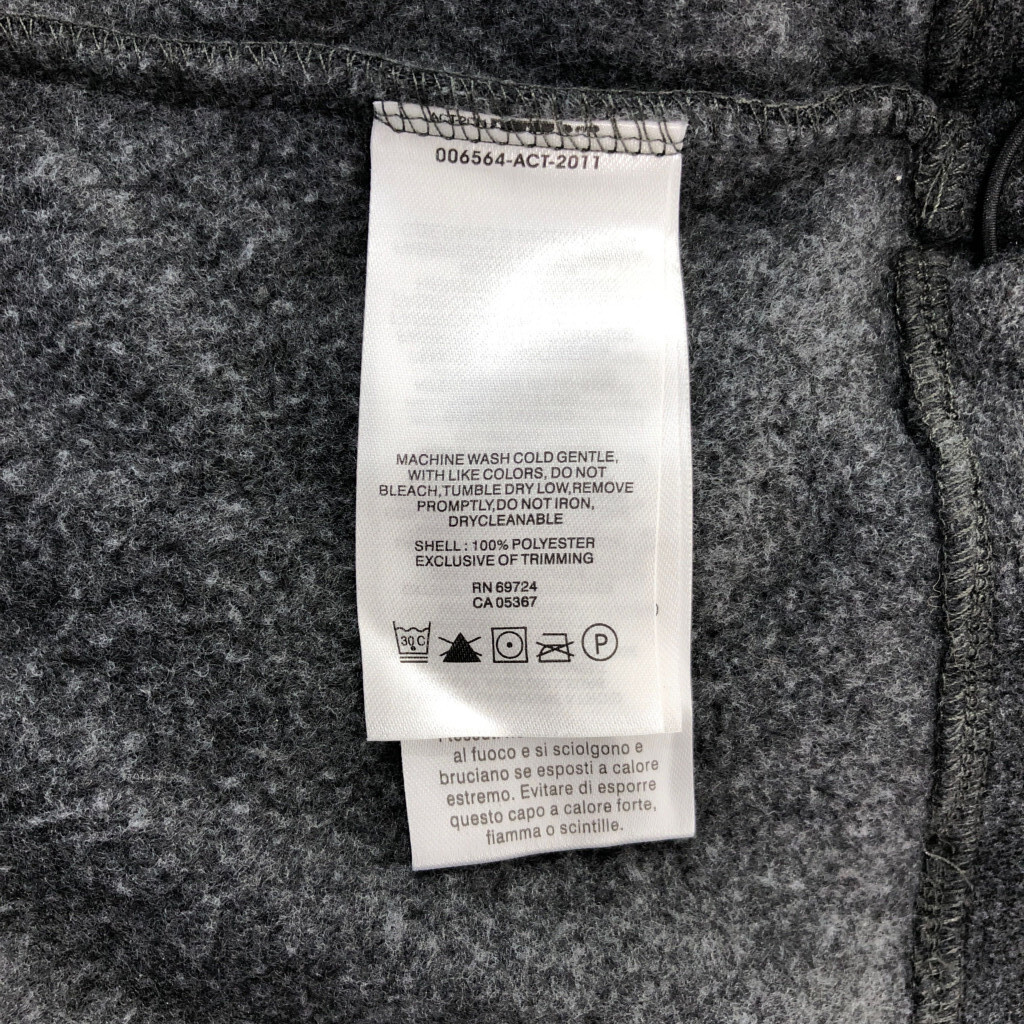 006564-ACT-2011
MACHINE WASH COLD GENTLE,
WITH LIKE COLORS, DO NOT
BLEACH,TUMBLE DRY LOW,REMOVE
PROMPTLY,DO NOT IRON,
DRYCLEANABLE
SHELL : 100% POLYESTER
EXCLUSIVE OF TRIMMING
RN 69724
CA 05367
30 C
P
al fuoco e si sciolgono e
bruciano se esposti a calore
estremo. Evitare di esporre
questo capo a calore forte,
fiamma o scintille.